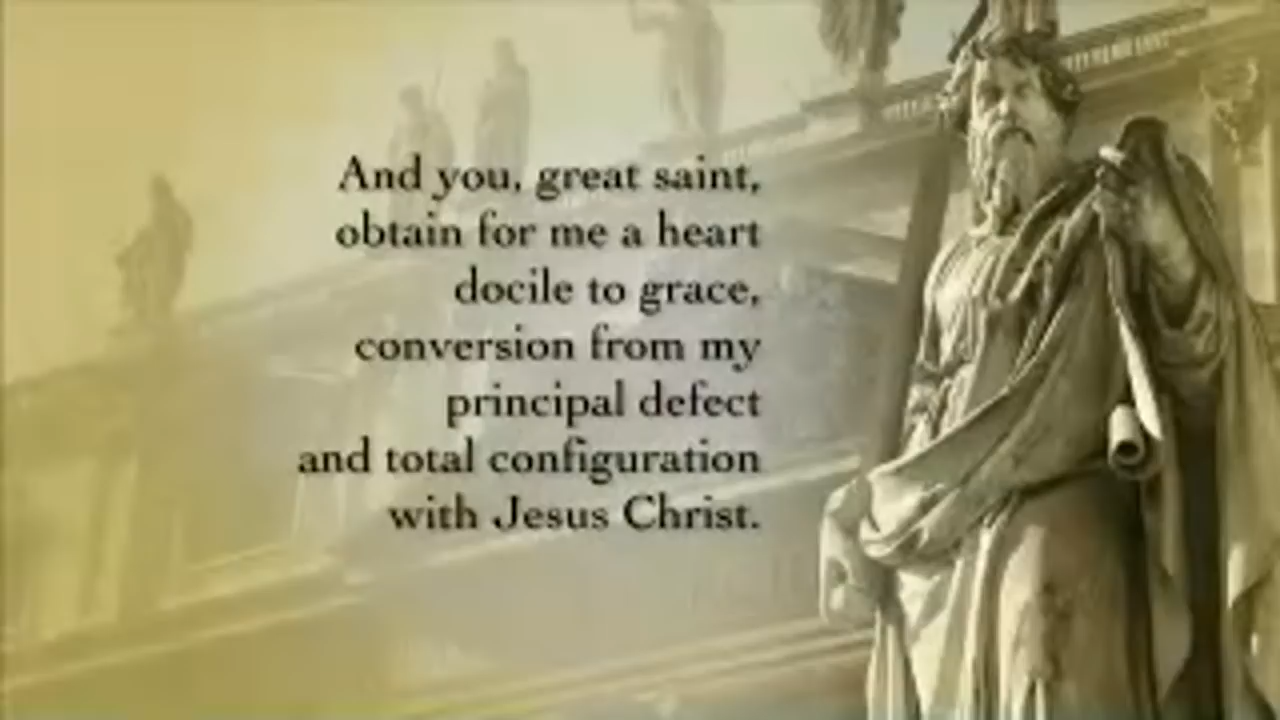 And you, great saint,
obtain for me a heart
docile to grace,
conversion from my
principal defect
and total configuration
with Jesus Christ.